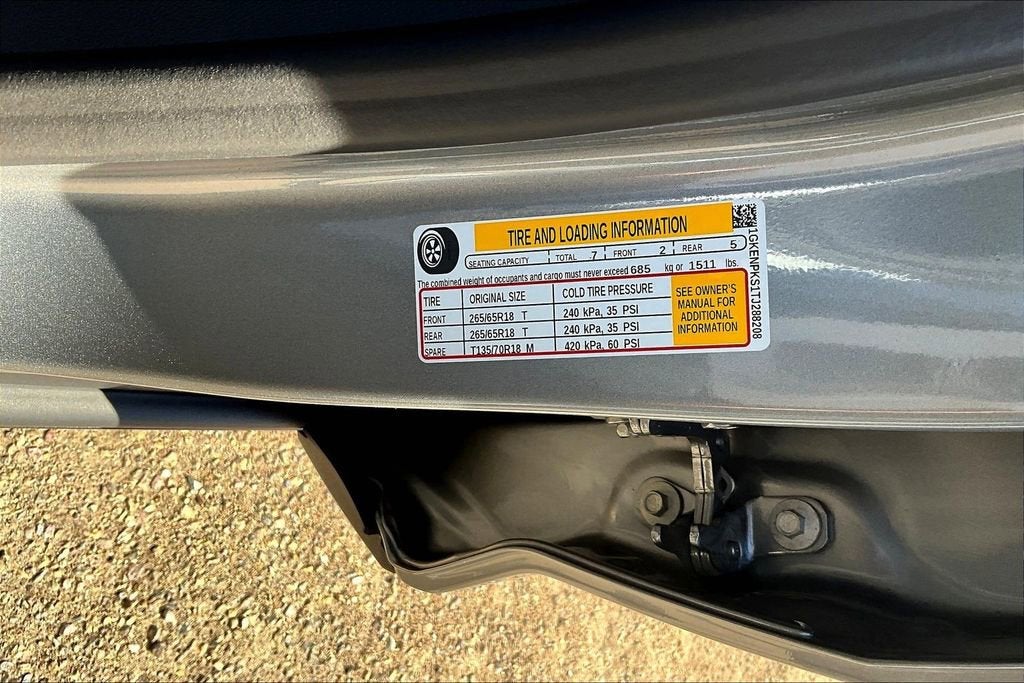 TIRE AND LOADING INFORMATION
SEATING CAPACITY TOTAL 7 FRONT 2 REAR 5
The combined weight of occupants and cargo must never exceed 685 kg or 1511 lbs.
TIRE ORIGINAL SIZE COLD TIRE PRESSURE
FRONT 265/65R18 T 240 kPa, 35 PSI
REAR 265/65R18 T 240 kPa, 35 PSI
SPARE T135/70R18 M 420 kPa, 60 PSI
SEE OWNER'S
MANUAL FOR
ADDITIONAL
INFORMATION
1GKENPKS1TJ288208